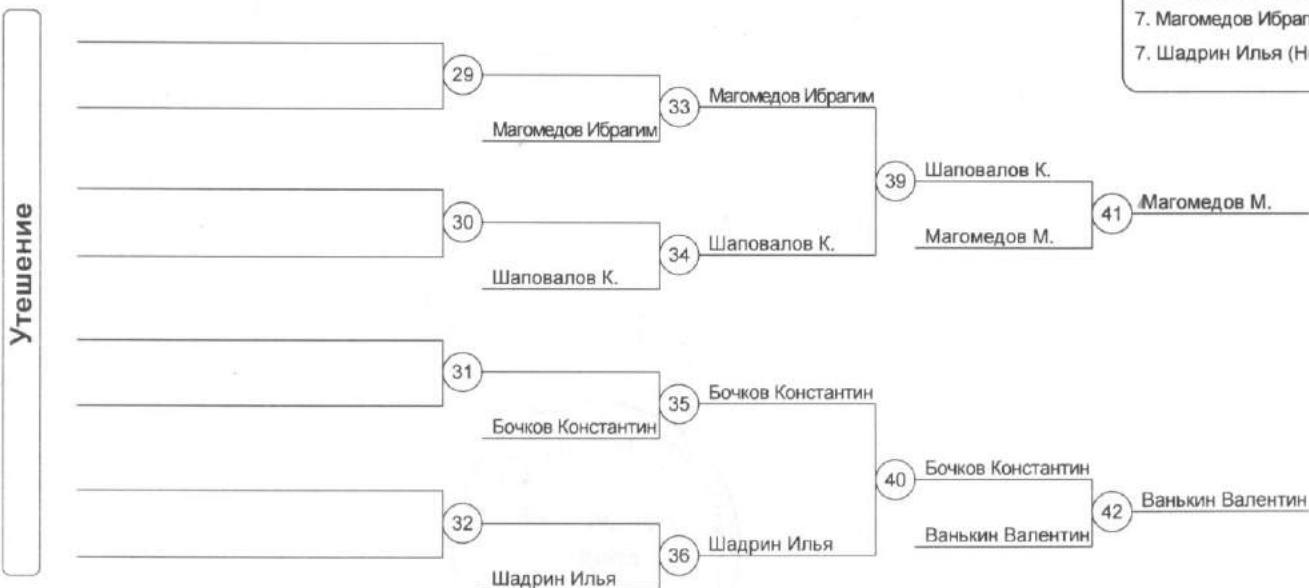 7. Магомедов
7. Шадрин Илья
Утешение
29
33
Магомедов Ибрагим
Магомедов Ибрагим
39
Шаповалов К.
30
41
Магомедов М.
34
Шаповалов К.
Магомедов М.
Шаповалов К.
31
35
Бочков Константин
Бочков Константин
40
Бочков Константин
32
42
Ванькин Валентин
36
Шадрин Илья
Ванькин Валентин
Шадрин Илья